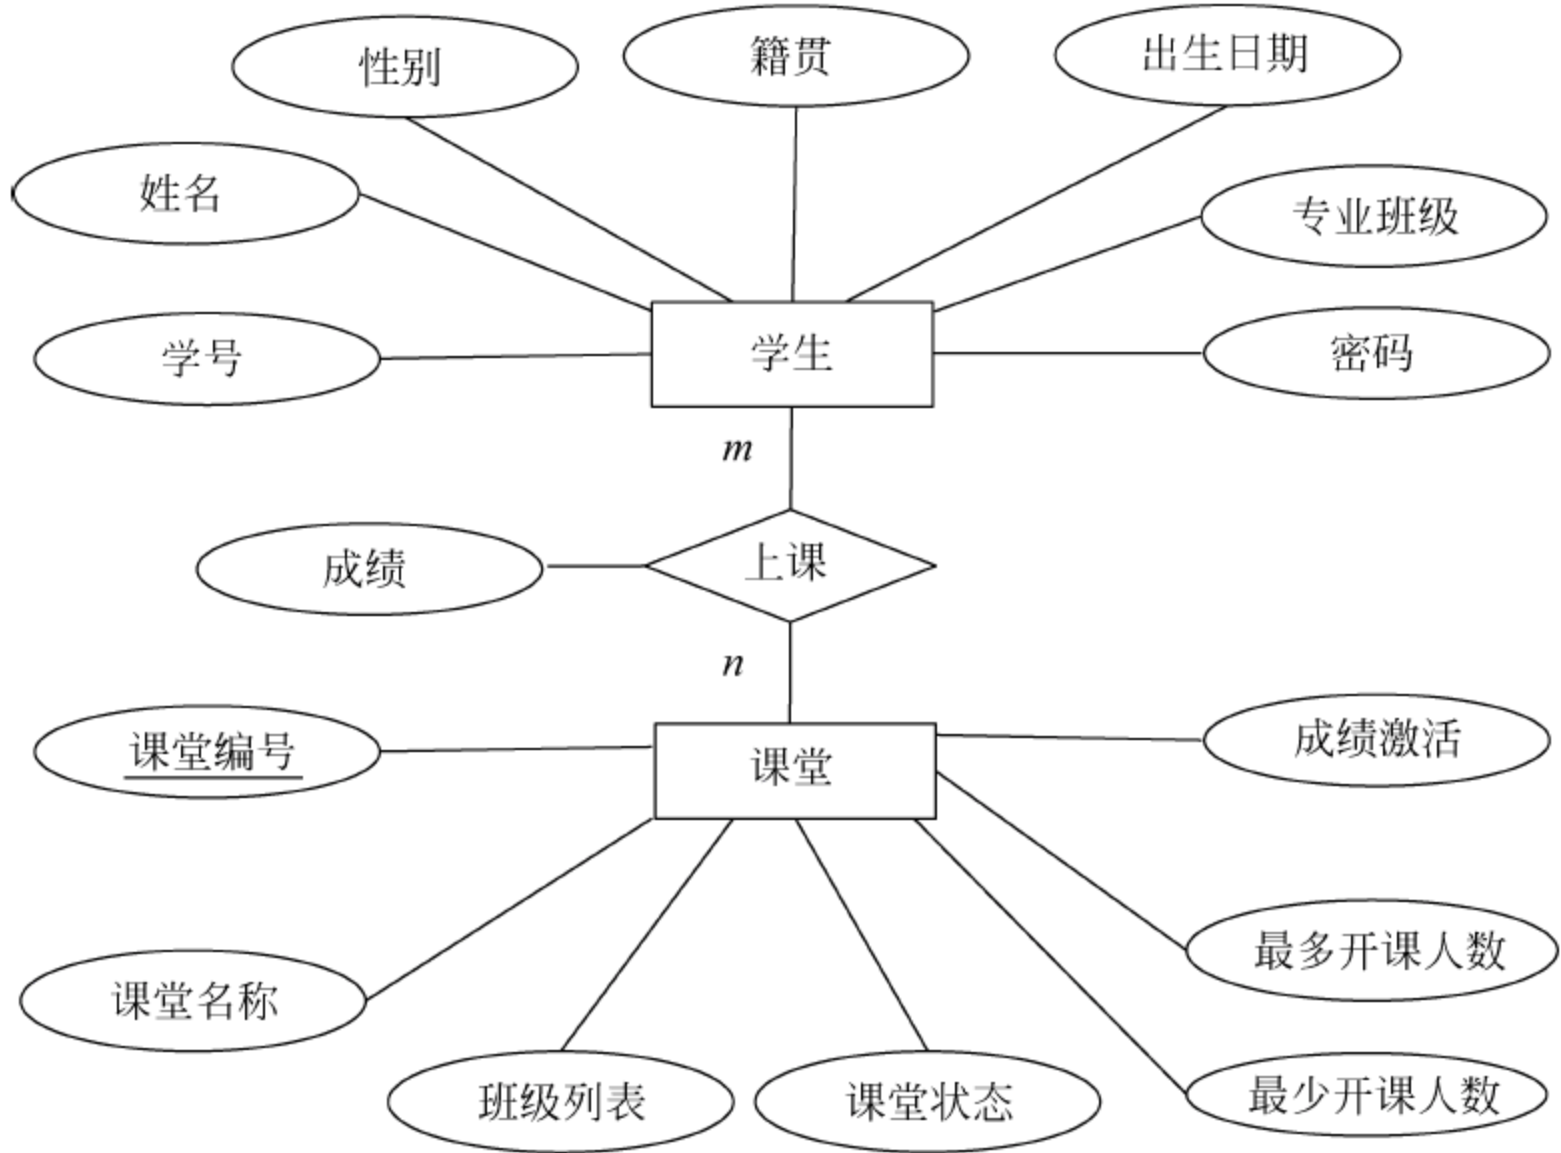 性别
籍贯
出生日期
姓名
专业班级
学号
学生
密码
m
成绩
上课
n
课堂编号
课堂
成绩激活
课堂名称
最多开课人数
班级列表
课堂状态
最少开课人数